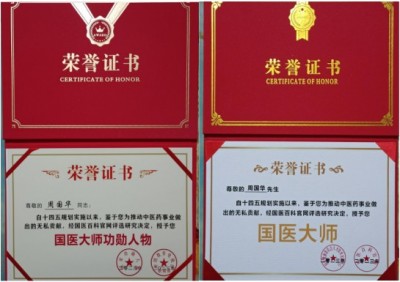 荣誉证书
CERTIFICATE OF HONOR
荣誉证书
CERTIFICATE OF HONOR
荣誉证书
尊敬的 周国华 同志:
自十四五规划实施以来,鉴于您为推动中医药事业做
出的无私贡献,经国医百科官网评选研究决定,授予您
国医大师功勋人物
荣誉证书
尊敬的 周国华 先生
自十四五规划实施以来,鉴于您为推动中医药事业做
出的无私贡献,经国医百科官网评选研究决定,授予您
国医大师